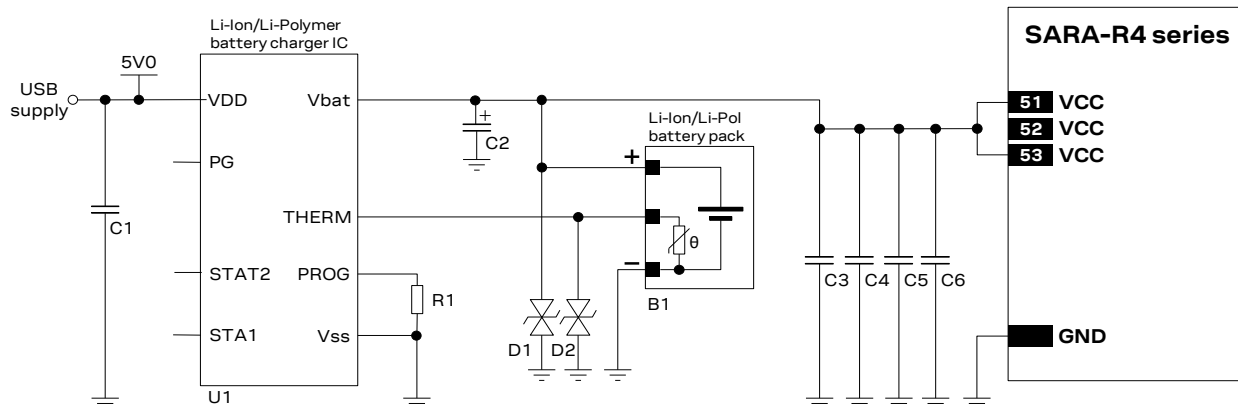 Li-Ion/Li-Polymer
battery charger IC
SARA-R4 series
5V0
USB
supply
VDD
Vbat
+
C2
Li-Ion/Li-Pol
battery pack
51 VCC
52 VCC
53 VCC
PG
+
C1
THERM
θ
STAT2
PROG
R1
–
B1
C3
C4
C5
C6
STA1
Vss
D1
D2
GND
U1